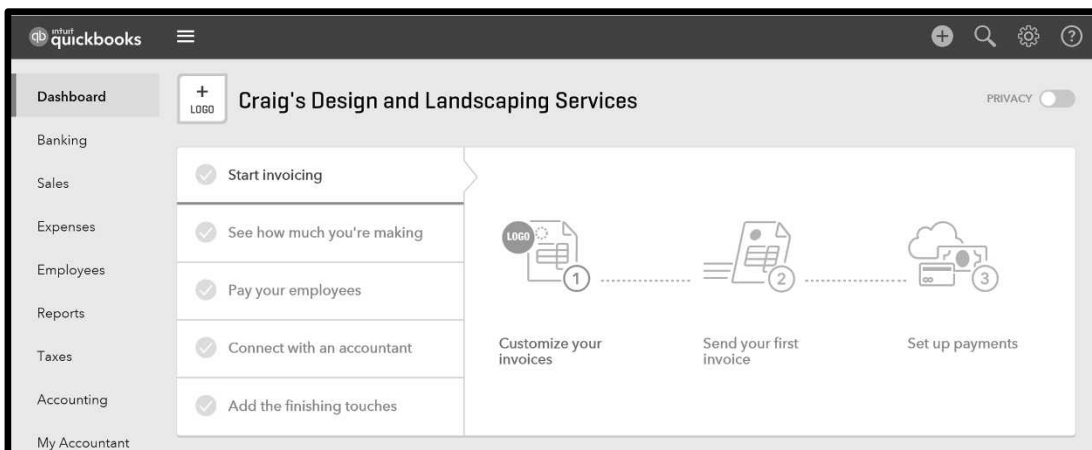 qb intuit quickbooks
PRIVACY
+ LOGO
Craig's Design and Landscaping Services
Dashboard
Banking
Sales
Expenses
Employees
Reports
Taxes
Accounting
My Accountant
Start invoicing
See how much you're making
Pay your employees
Connect with an accountant
Add the finishing touches
LOGO
1
2
3
Customize your
invoices
Send your first
invoice
Set up payments